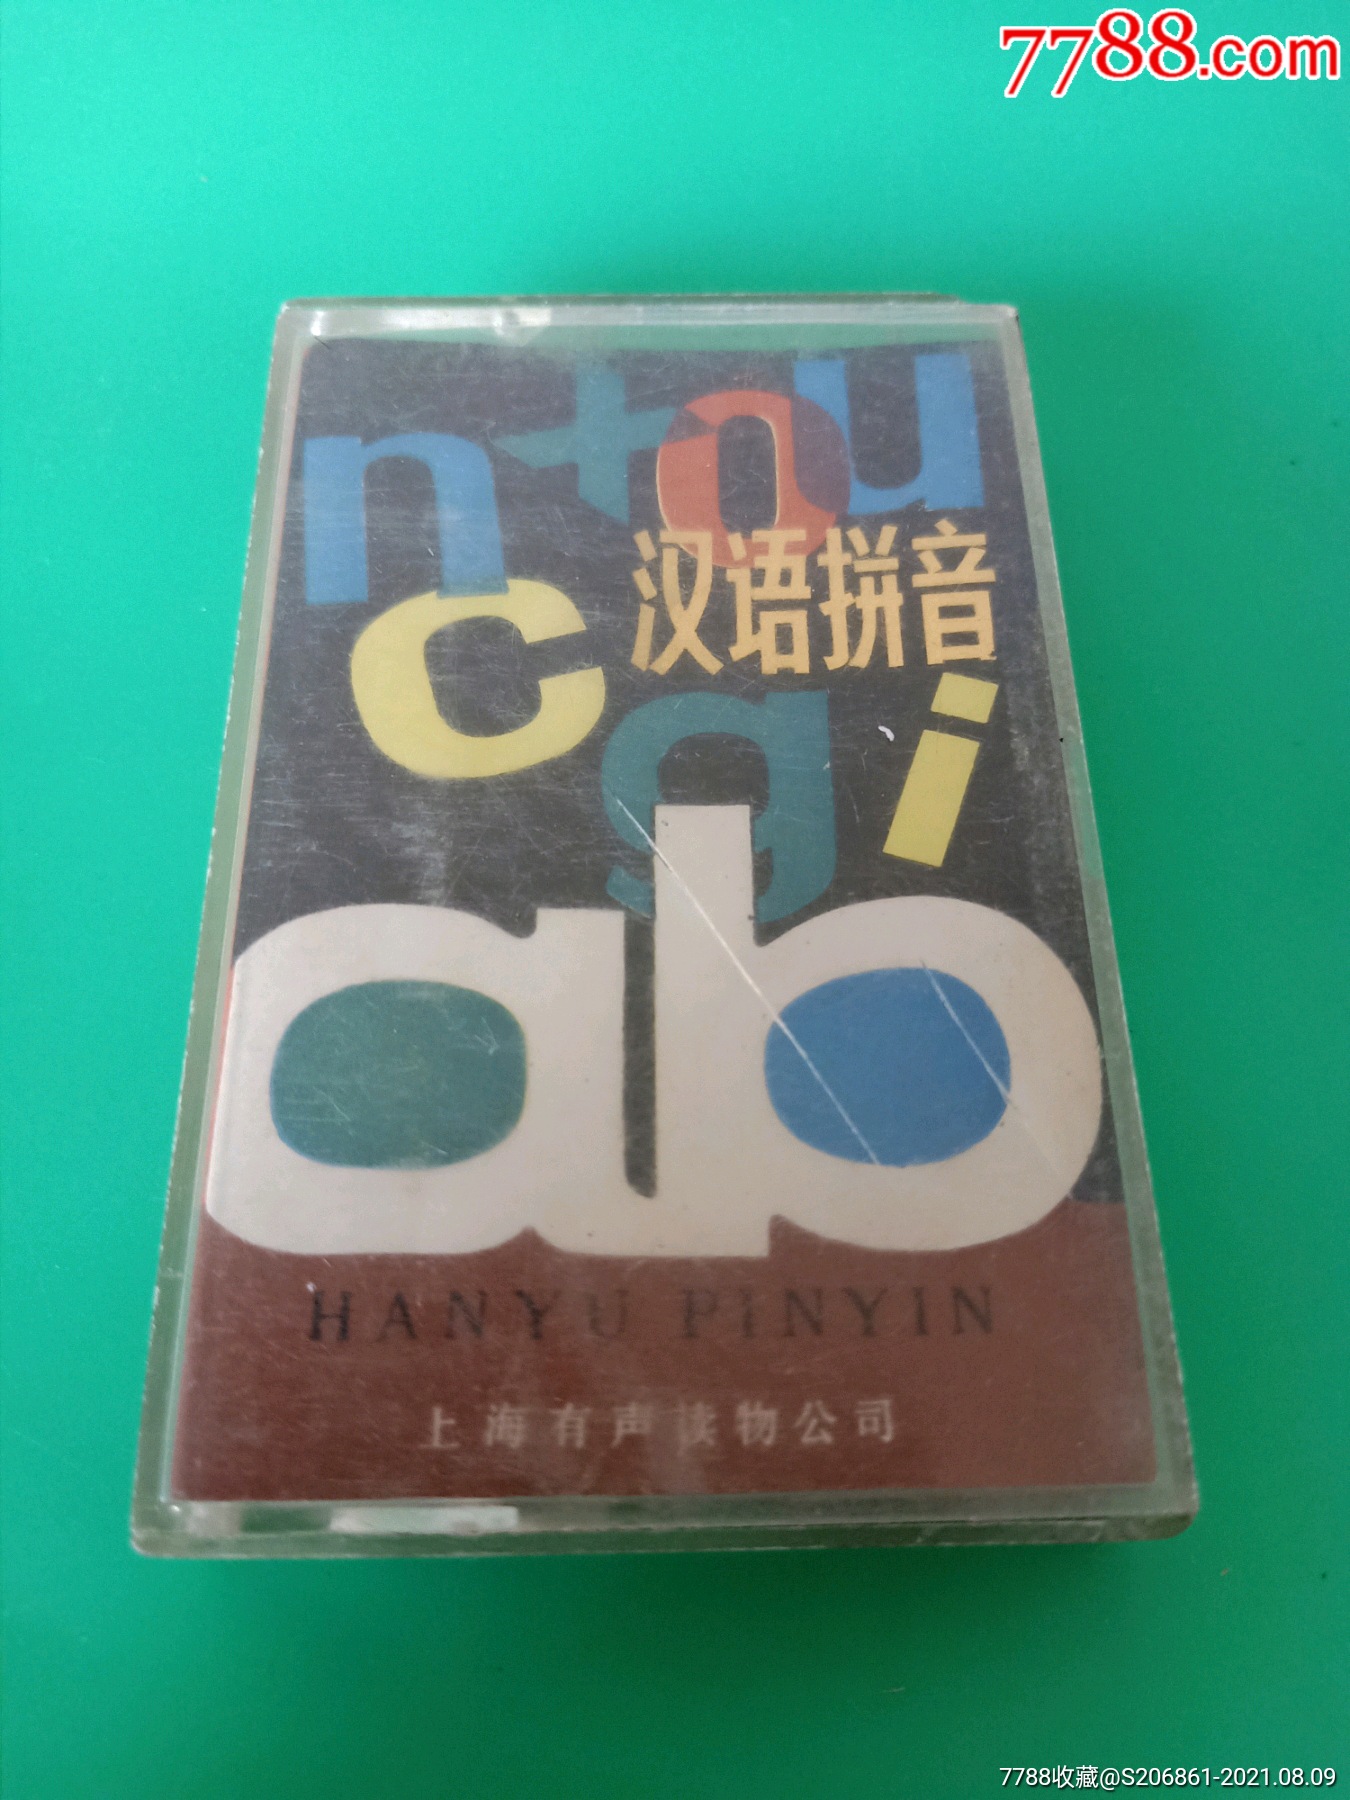 7788.com
n t o u
汉语拼音
c g i
ab
HANYU PINYIN
上海有声读物公司
7788收藏@S206861-2021.08.09